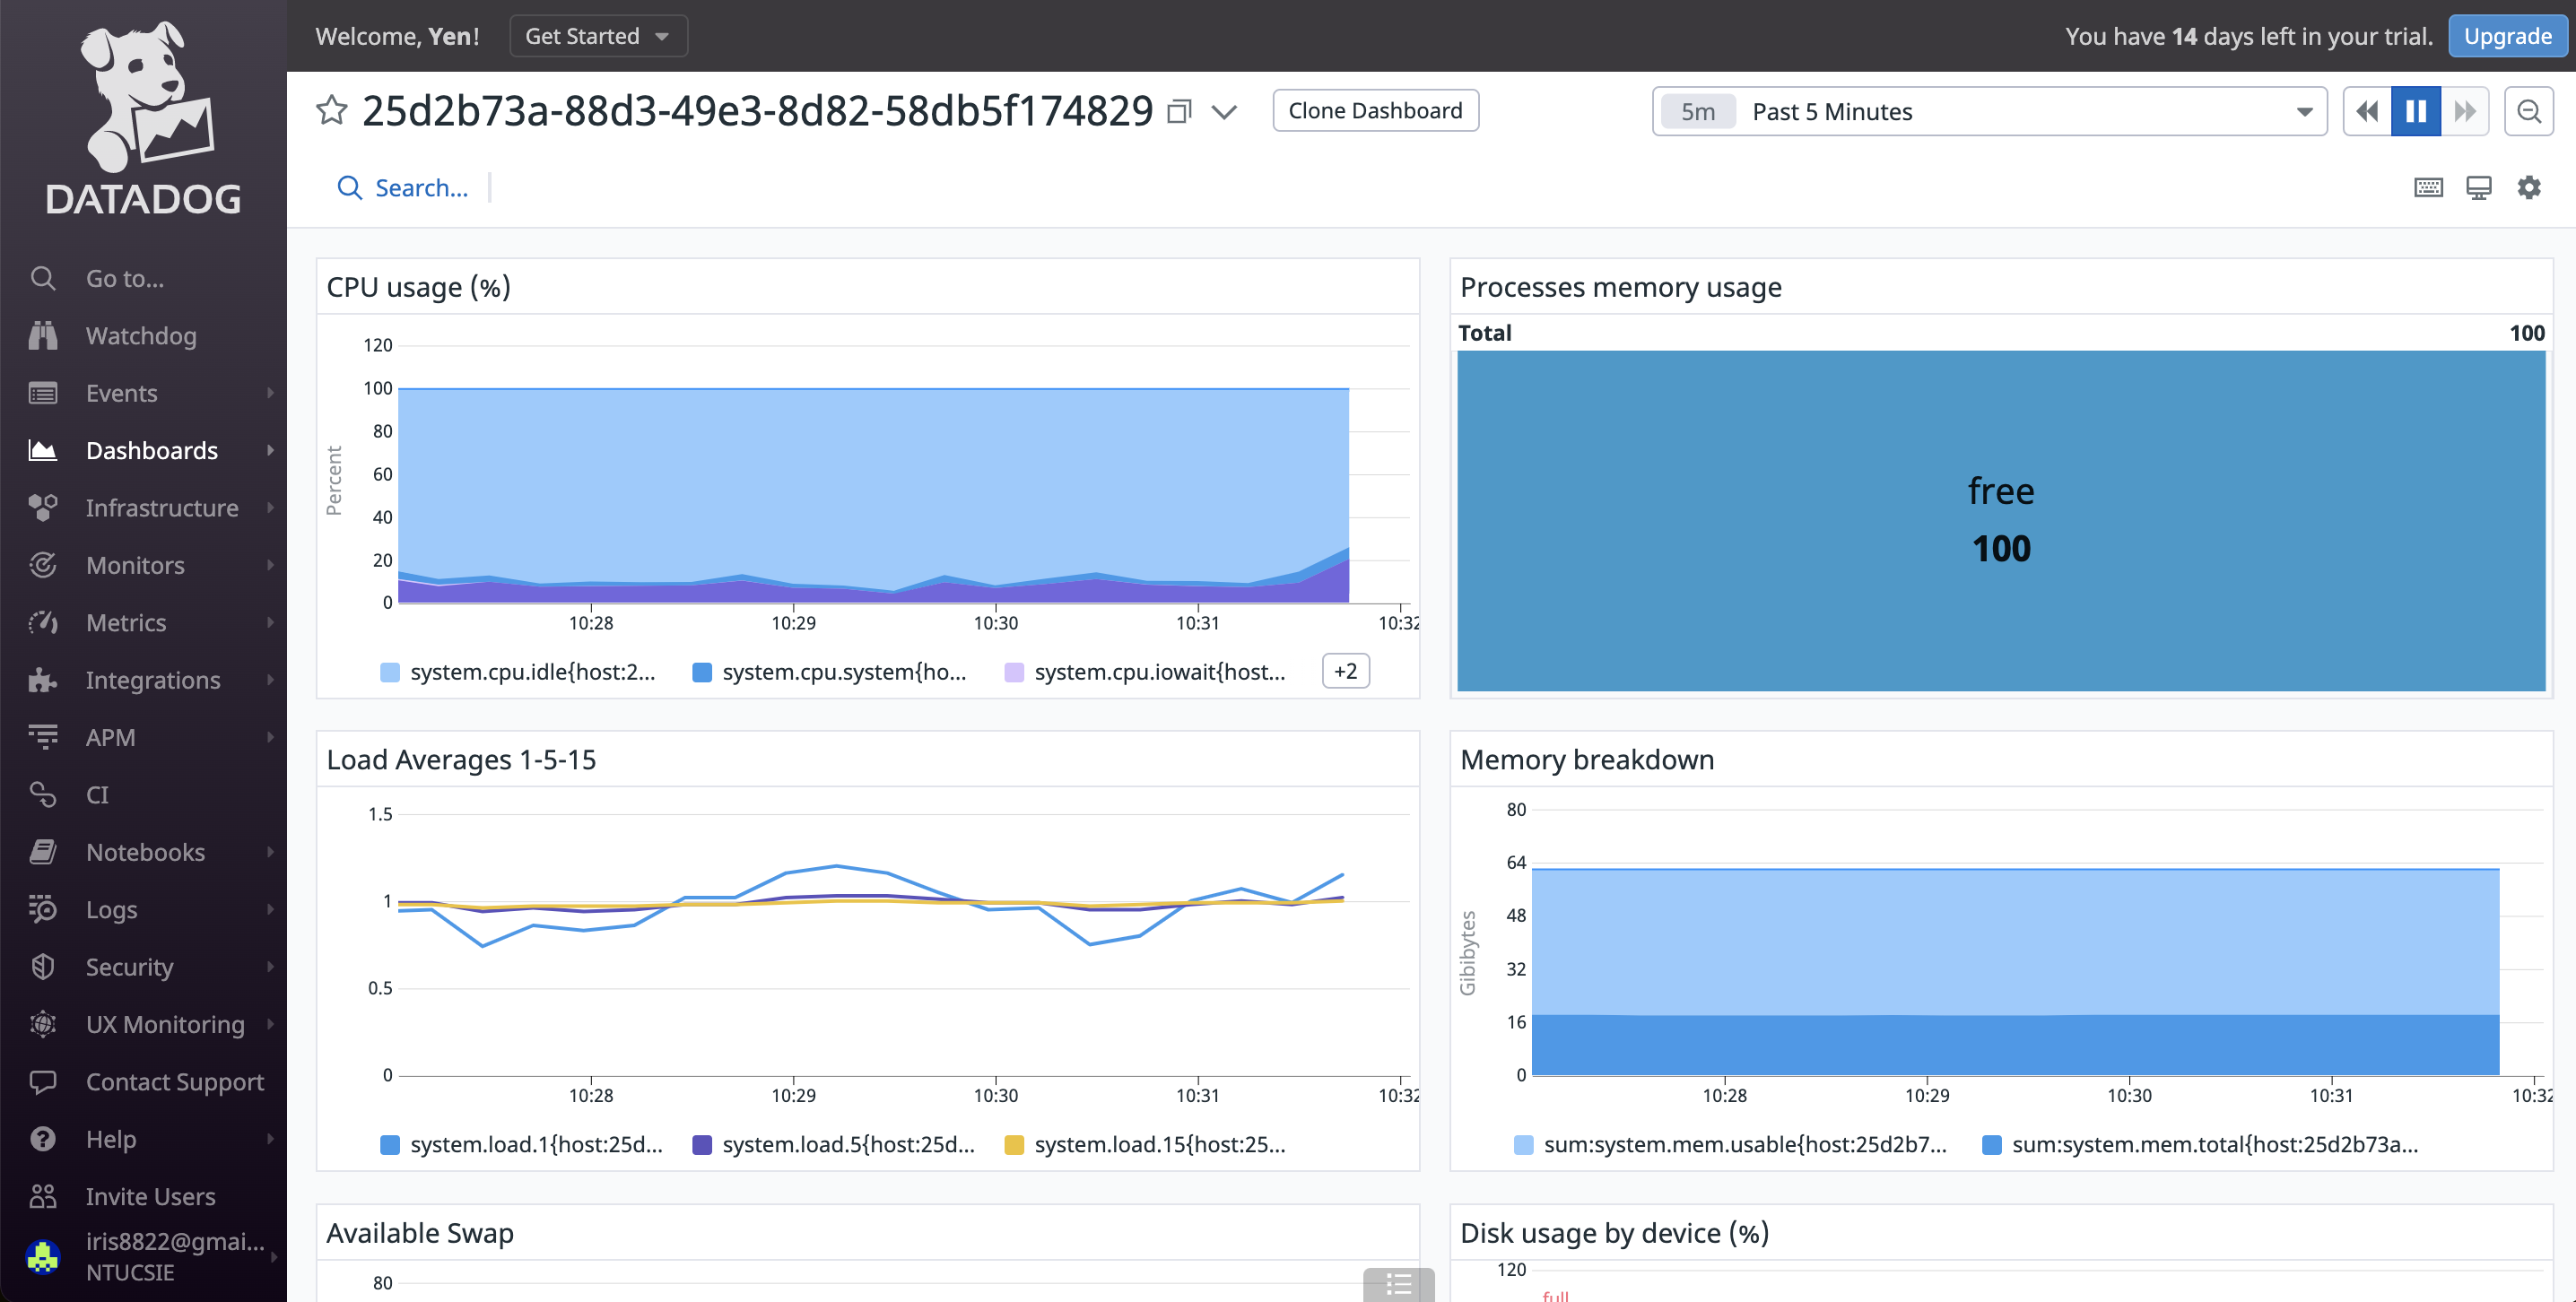 Welcome, Yen!
Get Started
You have 14 days left in your trial.
Upgrade
DATADOG
Go to...
Watchdog
Events
Dashboards
Infrastructure
Monitors
Metrics
Integrations
APM
CI
Notebooks
Logs
Security
UX Monitoring
Contact Support
Help
Invite Users
iris8822@gmai...
NTUCSIE
25d2b73a-88d3-49e3-8d82-58db5f174829
Clone Dashboard
5m Past 5 Minutes
Search...
CPU usage (%)
Percent
120
100
80
60
40
20
0
10:28 10:29 10:30 10:31 10:32
system.cpu.idle{host:2... system.cpu.system{ho... system.cpu.iowait{host... +2
Processes memory usage
Total 100
free
100
Load Averages 1-5-15
1.5
1
0.5
0
10:28 10:29 10:30 10:31 10:32
system.load.1{host:25d... system.load.5{host:25d... system.load.15{host:25...
Memory breakdown
Gibibytes
80
64
48
32
16
0
10:28 10:29 10:30 10:31 10:32
sum:system.mem.usable{host:25d2b7... sum:system.mem.total{host:25d2b73a...
Available Swap
80
Disk usage by device (%)
120
full